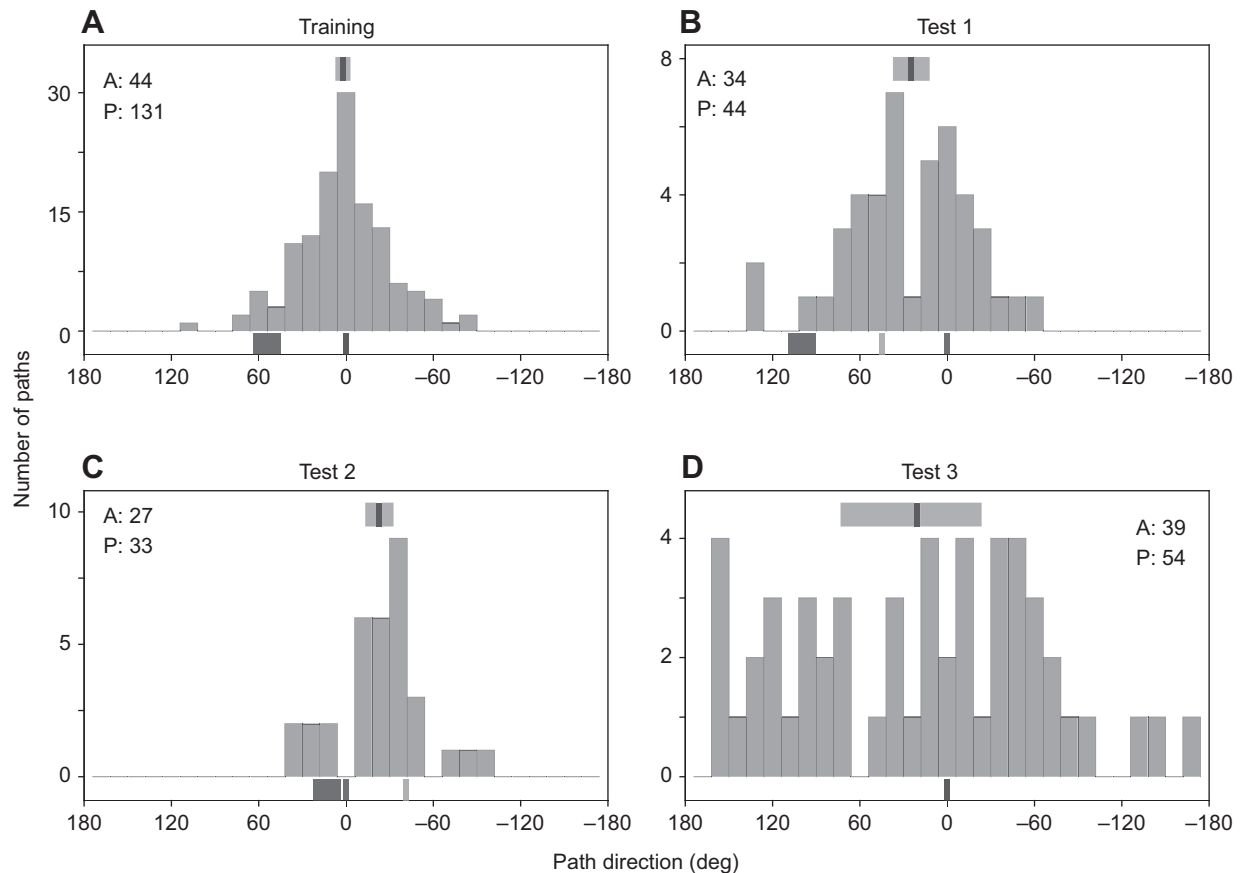 A
Training
A: 44
P: 131
30
15
0
180 120 60 0 –60 –120 –180
B
Test 1
A: 34
P: 44
8
4
0
180 120 60 0 –60 –120 –180
Number of paths
C
Test 2
A: 27
P: 33
10
5
0
180 120 60 0 –60 –120 –180
D
Test 3
A: 39
P: 54
4
2
0
180 120 60 0 –60 –120 –180
Path direction (deg)